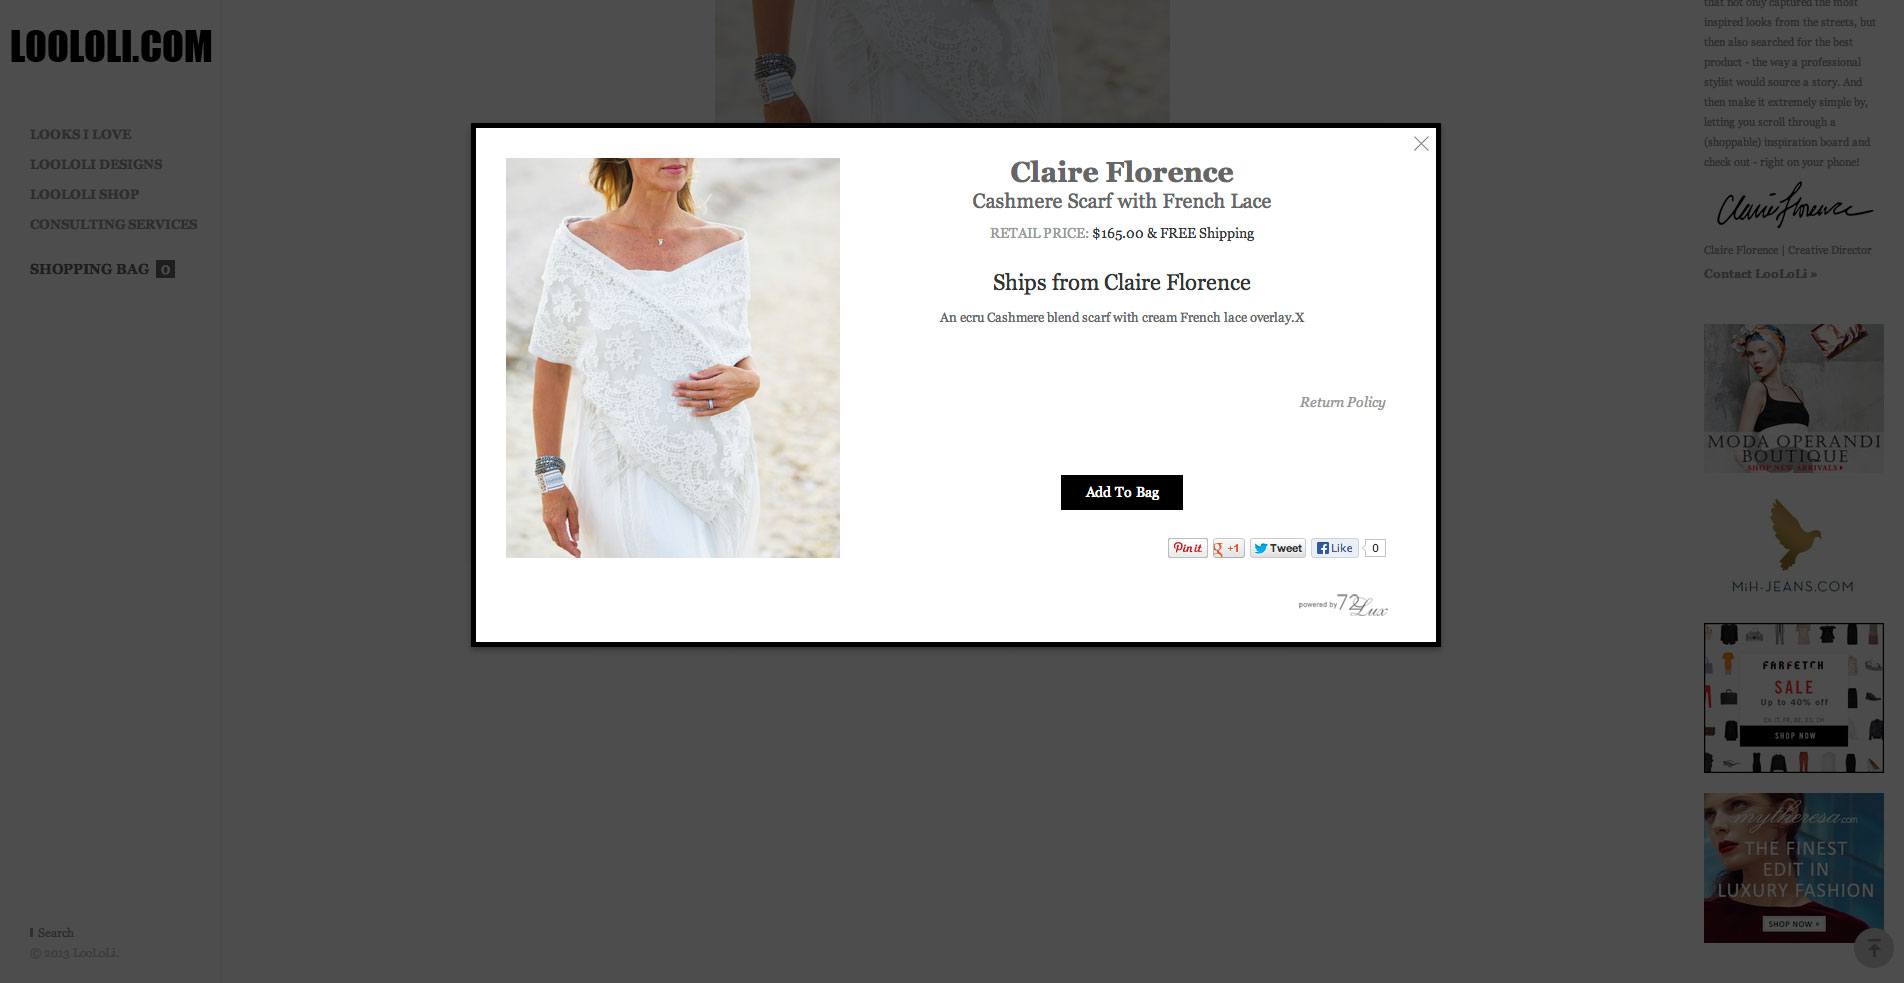 LOOLOLI.COM
LOOKS I LOVE
LOOLOLI DESIGNS
LOOLOLI SHOP
CONSULTING SERVICES
SHOPPING BAG 0
Search
© 2013 LooLoLi.
Claire Florence
Cashmere Scarf with French Lace
RETAIL PRICE: $165.00 & FREE Shipping
Ships from Claire Florence
An ecru Cashmere blend scarf with cream French lace overlay.X
Return Policy
Add To Bag
Pin it
g +1
Tweet
Like
0
powered by 72Lux
that not only captured the most
inspired looks from the streets, but
then also searched for the best
product - the way a professional
stylist would source a story. And
then make it extremely simple by,
letting you scroll through a
(shoppable) inspiration board and
check out - right on your phone!
Claire Florence
Claire Florence | Creative Director
Contact LooLoLi »
MODA OPERANDI
BOUTIQUE
SHOP NEW ARRIVALS
MiH-JEANS.COM
FARFETCH
SALE
Up to 40% off
SHOP NOW
mytheresa.com
THE FINEST
EDIT IN
LUXURY FASHION
SHOP NOW »